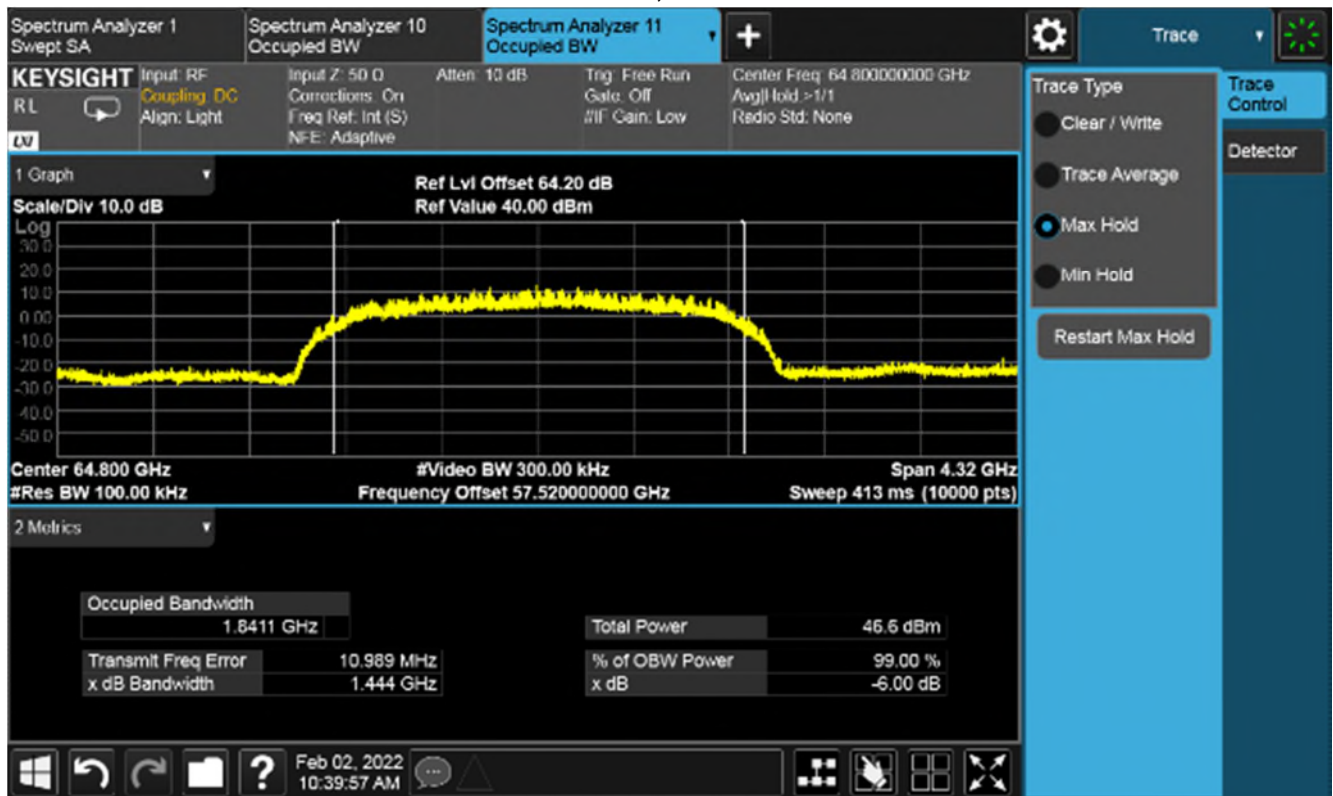 Spectrum Analyzer 1
Swept SA
Spectrum Analyzer 10
Occupied BW
Spectrum Analyzer 11
Occupied BW
+
Trace
KEYSIGHT
RL
LXI
Input: RF
Coupling: DC
Align: Light
Input Z: 50 Ω
Corrections: On
Freq Ref: Int (S)
NFE: Adaptive
Atten: 10 dB
Trig: Free Run
Gate: Off
#IF Gain: Low
Center Freq: 64.800000000 GHz
Avg|Hold:>1/1
Radio Std: None
Trace Type
Clear / Write
Trace Average
Max Hold
Min Hold
Restart Max Hold
Trace
Control
Detector
1 Graph
Scale/Div 10.0 dB
Ref Lvl Offset 64.20 dB
Ref Value 40.00 dBm
Log
30.0
20.0
10.0
0.00
-10.0
-20.0
-30.0
-40.0
-50.0
Center 64.800 GHz
#Video BW 300.00 kHz
Span 4.32 GHz
#Res BW 100.00 kHz
Frequency Offset 57.520000000 GHz
Sweep 413 ms (10000 pts)
2 Metrics
Occupied Bandwidth
1.8411 GHz
Total Power 46.6 dBm
Transmit Freq Error 10.989 MHz
% of OBW Power 99.00 %
x dB Bandwidth 1.444 GHz
x dB -6.00 dB
?
Feb 02, 2022
10:39:57 AM